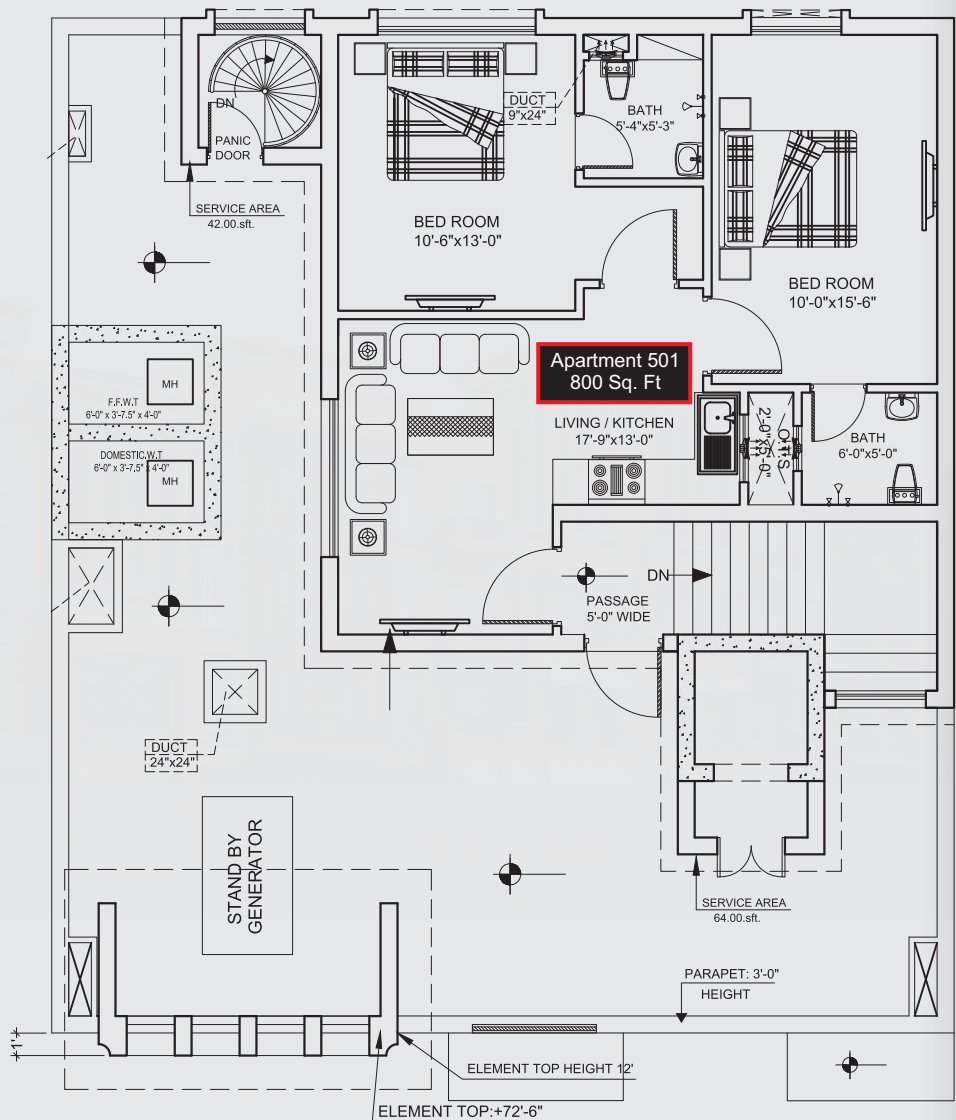 DN
PANIC
DOOR
SERVICE AREA
42.00.sft.
DUCT
9"x24"
BATH
5'-4"x5'-3"
BED ROOM
10'-6"x13'-0"
BED ROOM
10'-0"x15'-6"
Apartment 501
800 Sq. Ft
MH
F.F.W.T
6'-0" x 3'-7.5" x 4'-0"
DOMESTIC.W.T
6'-0" x 3'-7.5" x 4'-0"
MH
LIVING / KITCHEN
17'-9"x13'-0"
O.T.S
2'-0"x5'-0"
BATH
6'-0"x5'-0"
DN
PASSAGE
5'-0" WIDE
DUCT
24"x24"
STAND BY
GENERATOR
SERVICE AREA
64.00.sft.
PARAPET: 3'-0"
HEIGHT
1'
ELEMENT TOP HEIGHT 12'
ELEMENT TOP:+72'-6"